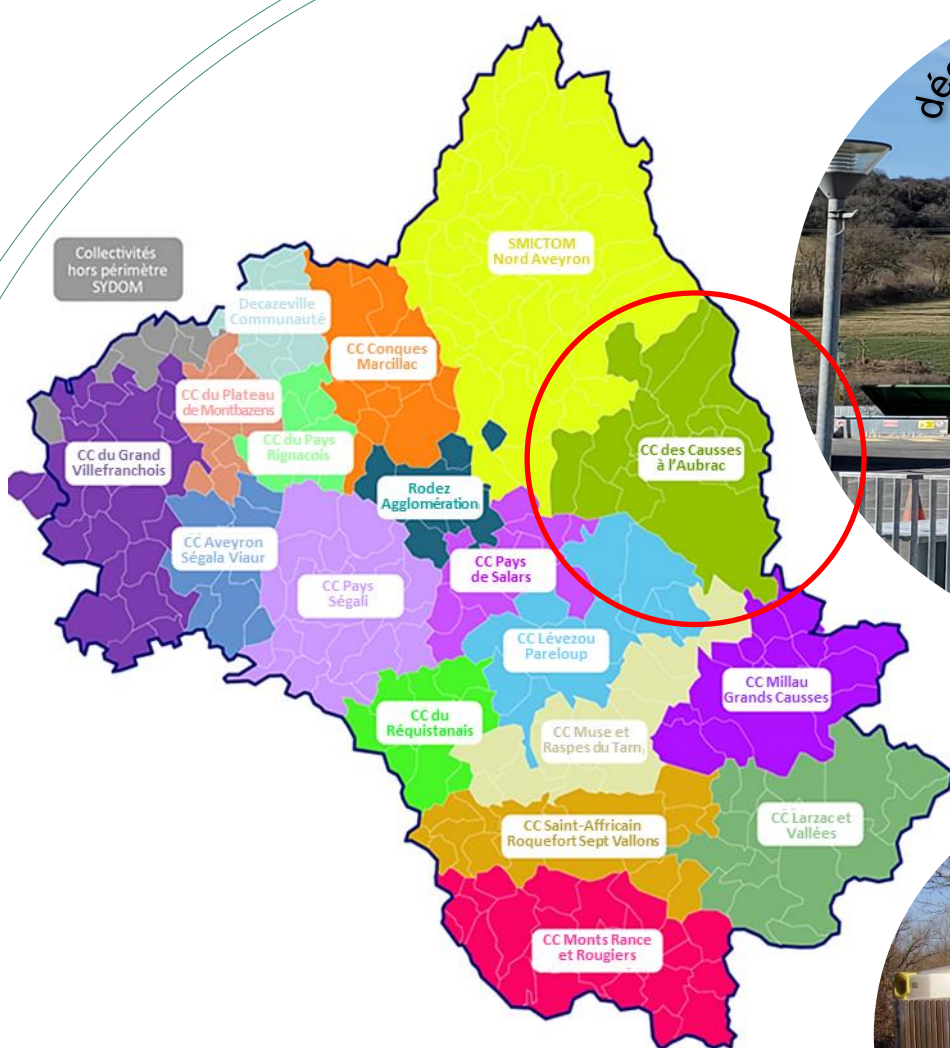 Collectivités
hors périmètre
SYDOM
SMICTOM
Nord Aveyron
Decazeville
Communauté
CC Conques
Marcillac
CC du Plateau
de Montbazens
CC du Pays
Rignacois
CC du Grand
Villefranchois
CC des Causses
à l'Aubrac
Rodez
Agglomération
CC Aveyron
Ségala Viaur
CC Pays
Ségali
CC Pays
de Salars
CC Lévezou
Pareloup
CC Millau
Grands Causses
CC du
Réquistanais
CC Muse et
Raspes du Tarn
CC Saint-Affricain
Roquefort Sept Vallons
CC Larzac et
Vallées
CC Monts Rance
et Rougiers